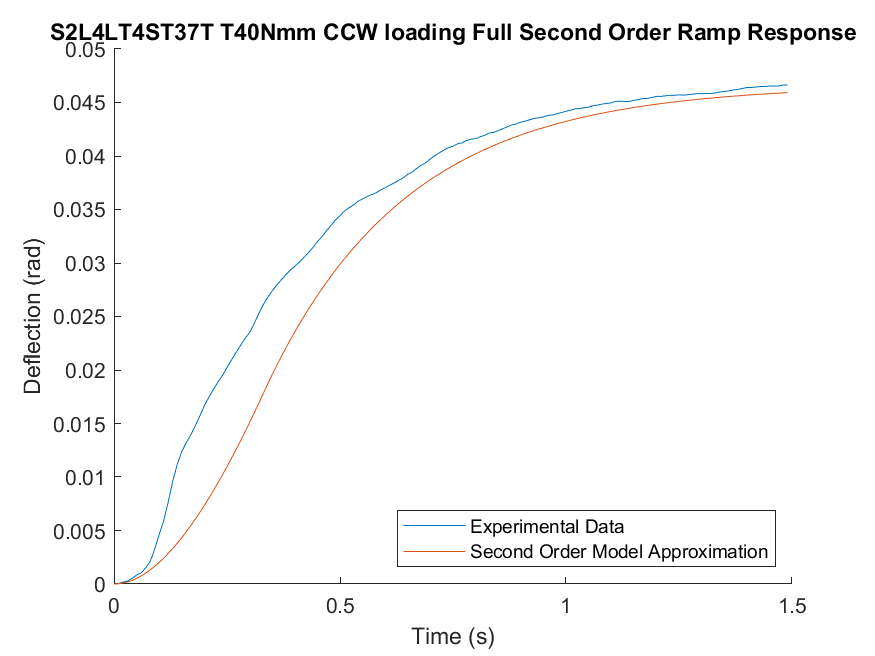 S2L4LT4ST37T T40Nmm CCW loading Full Second Order Ramp Response
0.05
0.045
0.04
0.035
0.03
0.025
0.02
0.015
0.01
0.005
0
Deflection (rad)
Experimental Data
Second Order Model Approximation
0 0.5 1 1.5
Time (s)